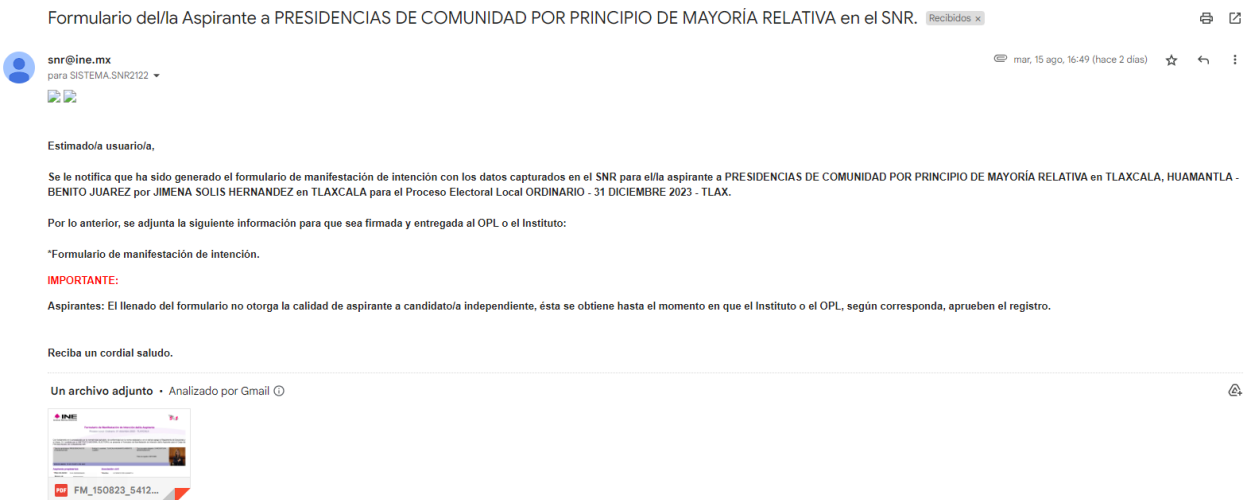 Formulario del/la Aspirante a PRESIDENCIAS DE COMUNIDAD POR PRINCIPIO DE MAYORÍA RELATIVA en el SNR. Recibidos x
snr@ine.mx
mar, 15 ago, 16:49 (hace 2 días)
para SISTEMA.SNR2122
Estimado/a usuario/a,
Se le notifica que ha sido generado el formulario de manifestación de intención con los datos capturados en el SNR para el/la aspirante a PRESIDENCIAS DE COMUNIDAD POR PRINCIPIO DE MAYORÍA RELATIVA en TLAXCALA, HUAMANTLA -
BENITO JUAREZ por JIMENA SOLIS HERNANDEZ en TLAXCALA para el Proceso Electoral Local ORDINARIO - 31 DICIEMBRE 2023 - TLAX.
Por lo anterior, se adjunta la siguiente información para que sea firmada y entregada al OPL o el Instituto:
*Formulario de manifestación de intención.
IMPORTANTE:
Aspirantes: El llenado del formulario no otorga la calidad de aspirante a candidato/a independiente, ésta se obtiene hasta el momento en que el Instituto o el OPL, según corresponda, aprueben el registro.
Reciba un cordial saludo.
Un archivo adjunto • Analizado por Gmail
INE
PDF FM_150823_5412...